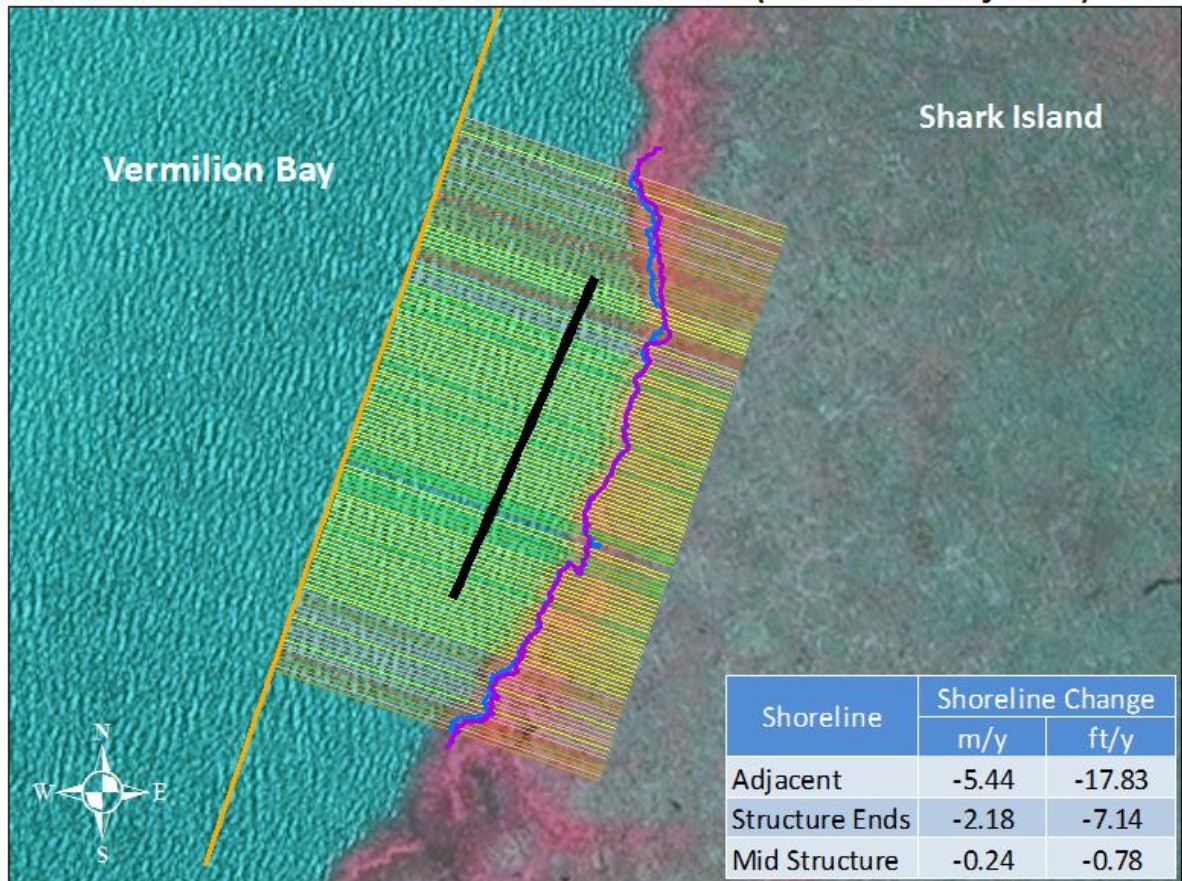 Shark Island
Vermilion Bay
N
W E
S
Shoreline Shoreline Change
m/y ft/y
Adjacent -5.44 -17.83
Structure Ends -2.18 -7.14
Mid Structure -0.24 -0.78